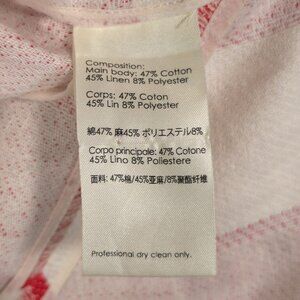 Composition:
Main body: 47% Cotton
45% Linen 8% Polyester
Corps: 47% Coton
45% Lin 8% Polyester
綿47% 麻45% ポリエステル8%
Corpo principale: 47% Cotone
45% Lino 8% Poliestere
面料: 47%棉/45%亚麻/8%聚酯纤维
Professional dry clean only.